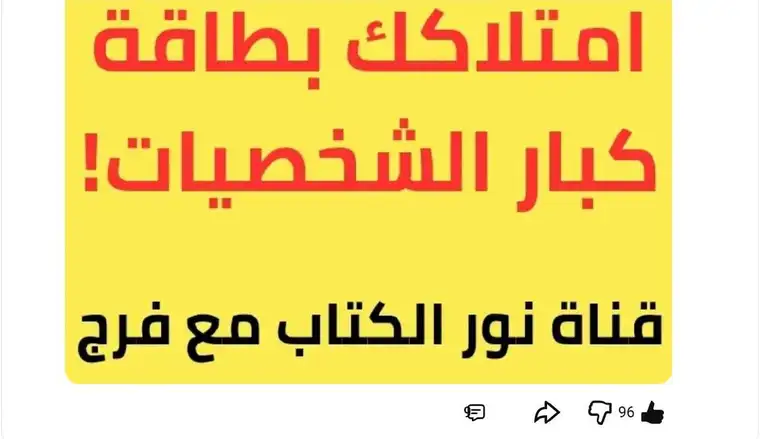 امتلاكك بطاقة
كبار الشخصيات!
قناة نور الكتاب مع فرج
96